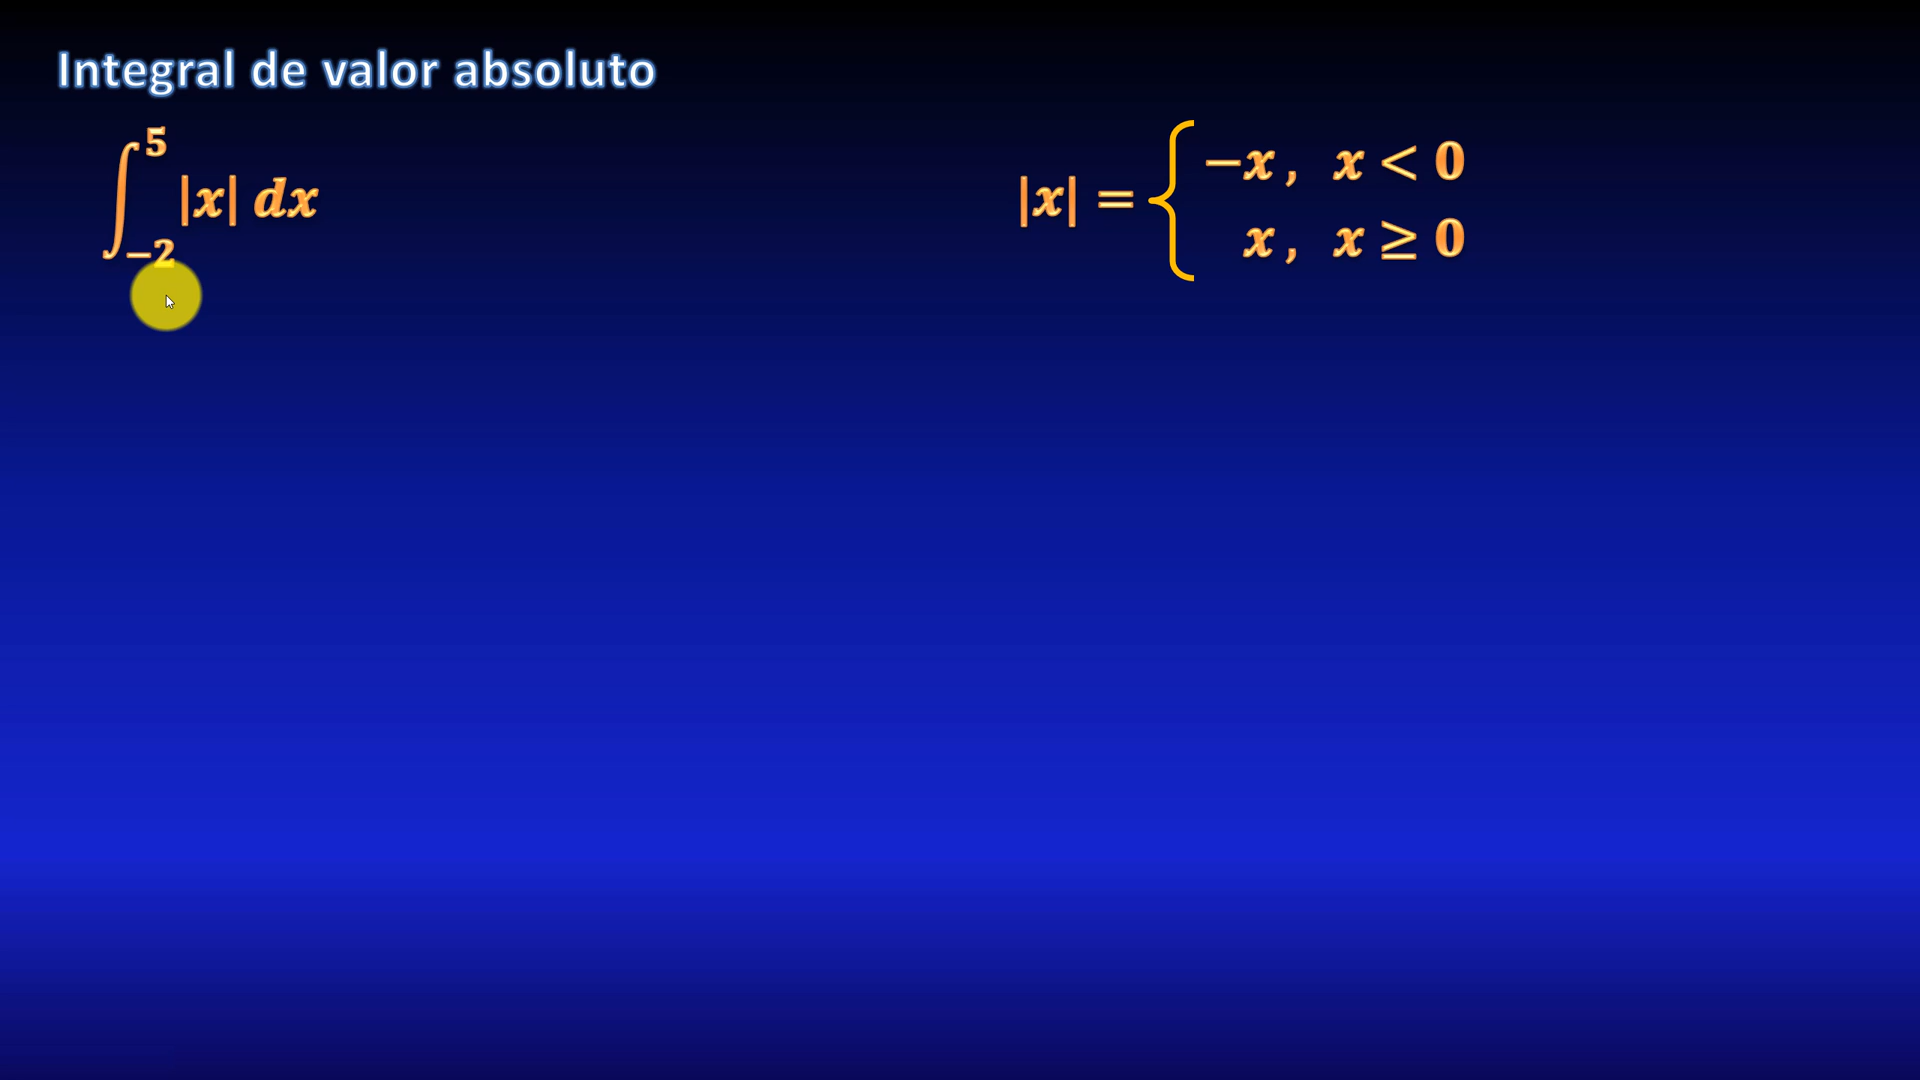 Integral de valor absoluto
∫_{−2}^{5} |x| dx
|x| = { −x , x < 0
x , x ≥ 0